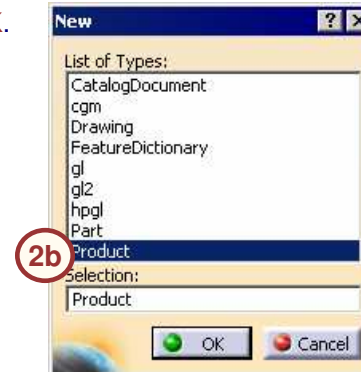 .
New
List of Types:
CatalogDocument
cgm
Drawing
FeatureDictionary
gl
gl2
hpgl
Part
2b
Product
Selection:
Product
OK Cancel